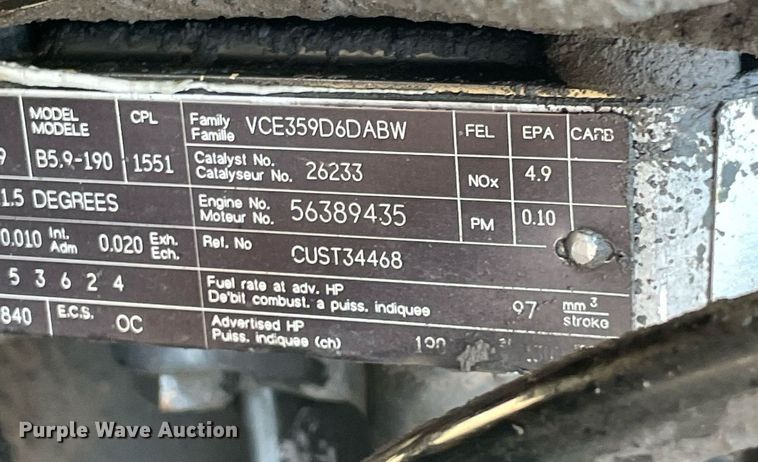 MODEL CPL Family VCE359D6DABW FEL EPA CARB
MODELE Famille
9 B5.9-190 1551 Catalyst No. 26233 NOx 4.9
Catalyseur No.
1.5 DEGREES Engine No. 56389435 PM 0.10
Moteur No.
0.010 Int. 0.020 Exh. Ref. No CUST34468
Adm Ech.
5 3 6 2 4 Fuel rate at adv. HP 97 mm3
De'bit combust. a puiss. indiquee stroke
840 E.C.S. OC Advertised HP 190
Puiss. indiquee (ch)
Purple Wave Auction